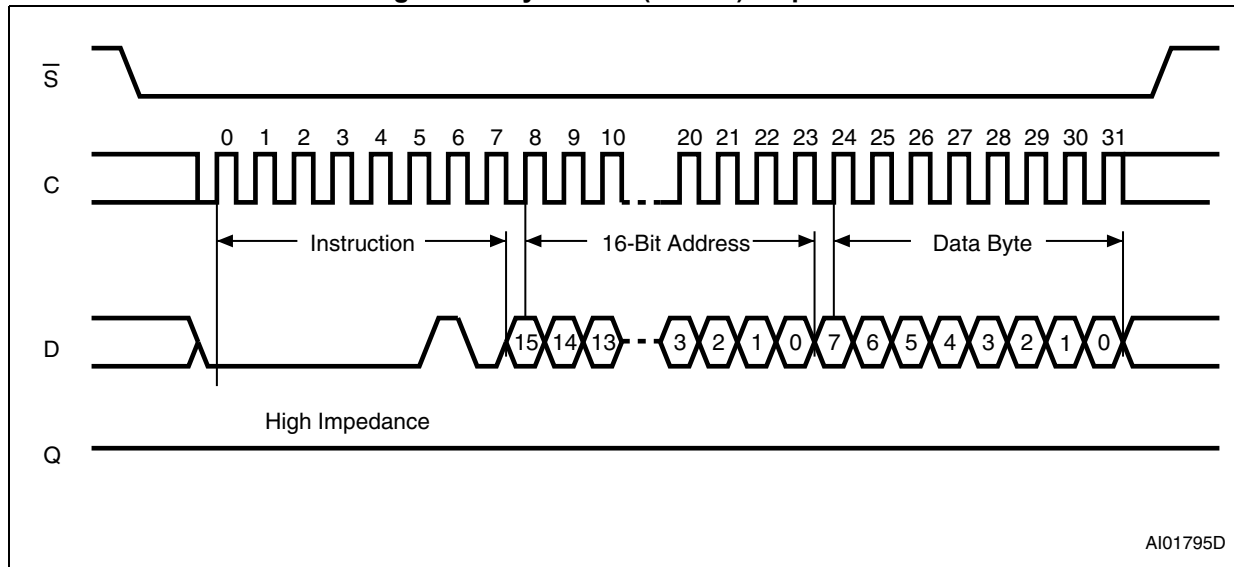 S
0 1 2 3 4 5 6 7 8 9 10 20 21 22 23 24 25 26 27 28 29 30 31
C
Instruction 16-Bit Address Data Byte
D 15 14 13 3 2 1 0 7 6 5 4 3 2 1 0
High Impedance
Q
AI01795D